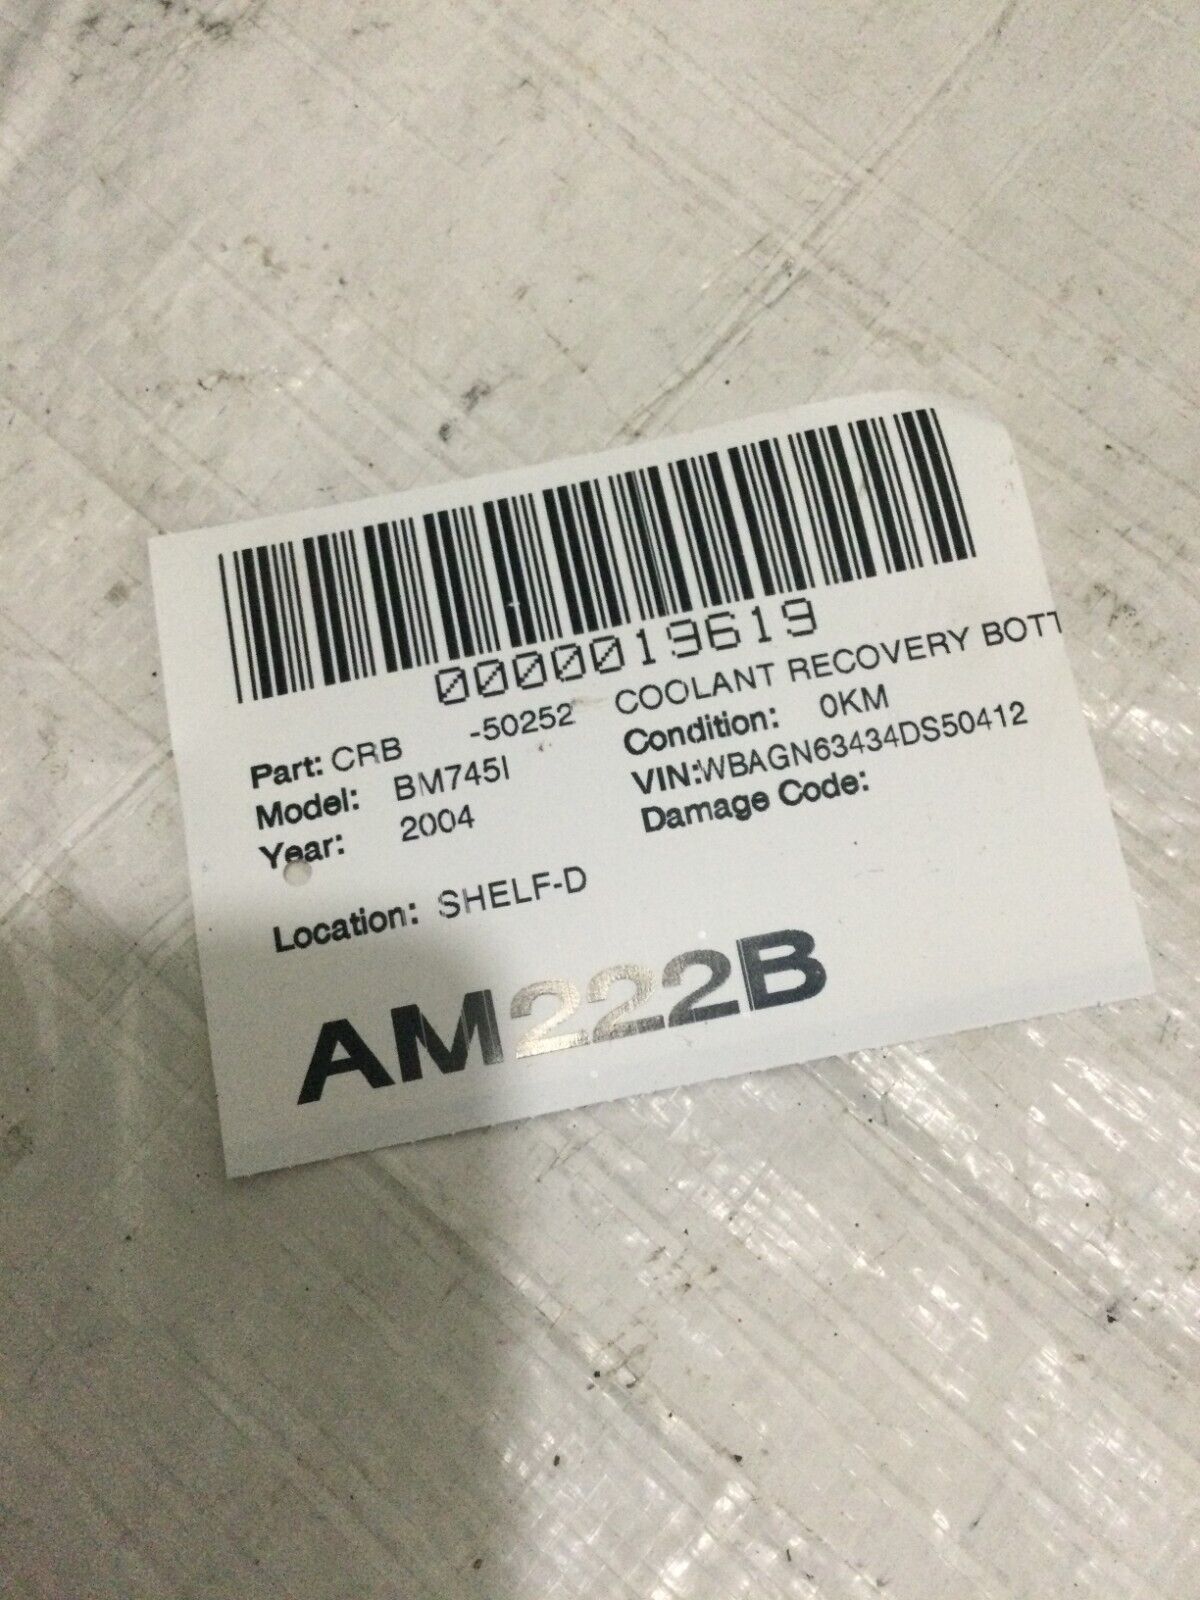 0000019619
Part: CRB -50252 COOLANT RECOVERY BOTT
Model: BM745I Condition: 0KM
Year: 2004 VIN:WBAGN63434DS50412
Damage Code:
Location: SHELF-D
AM222B